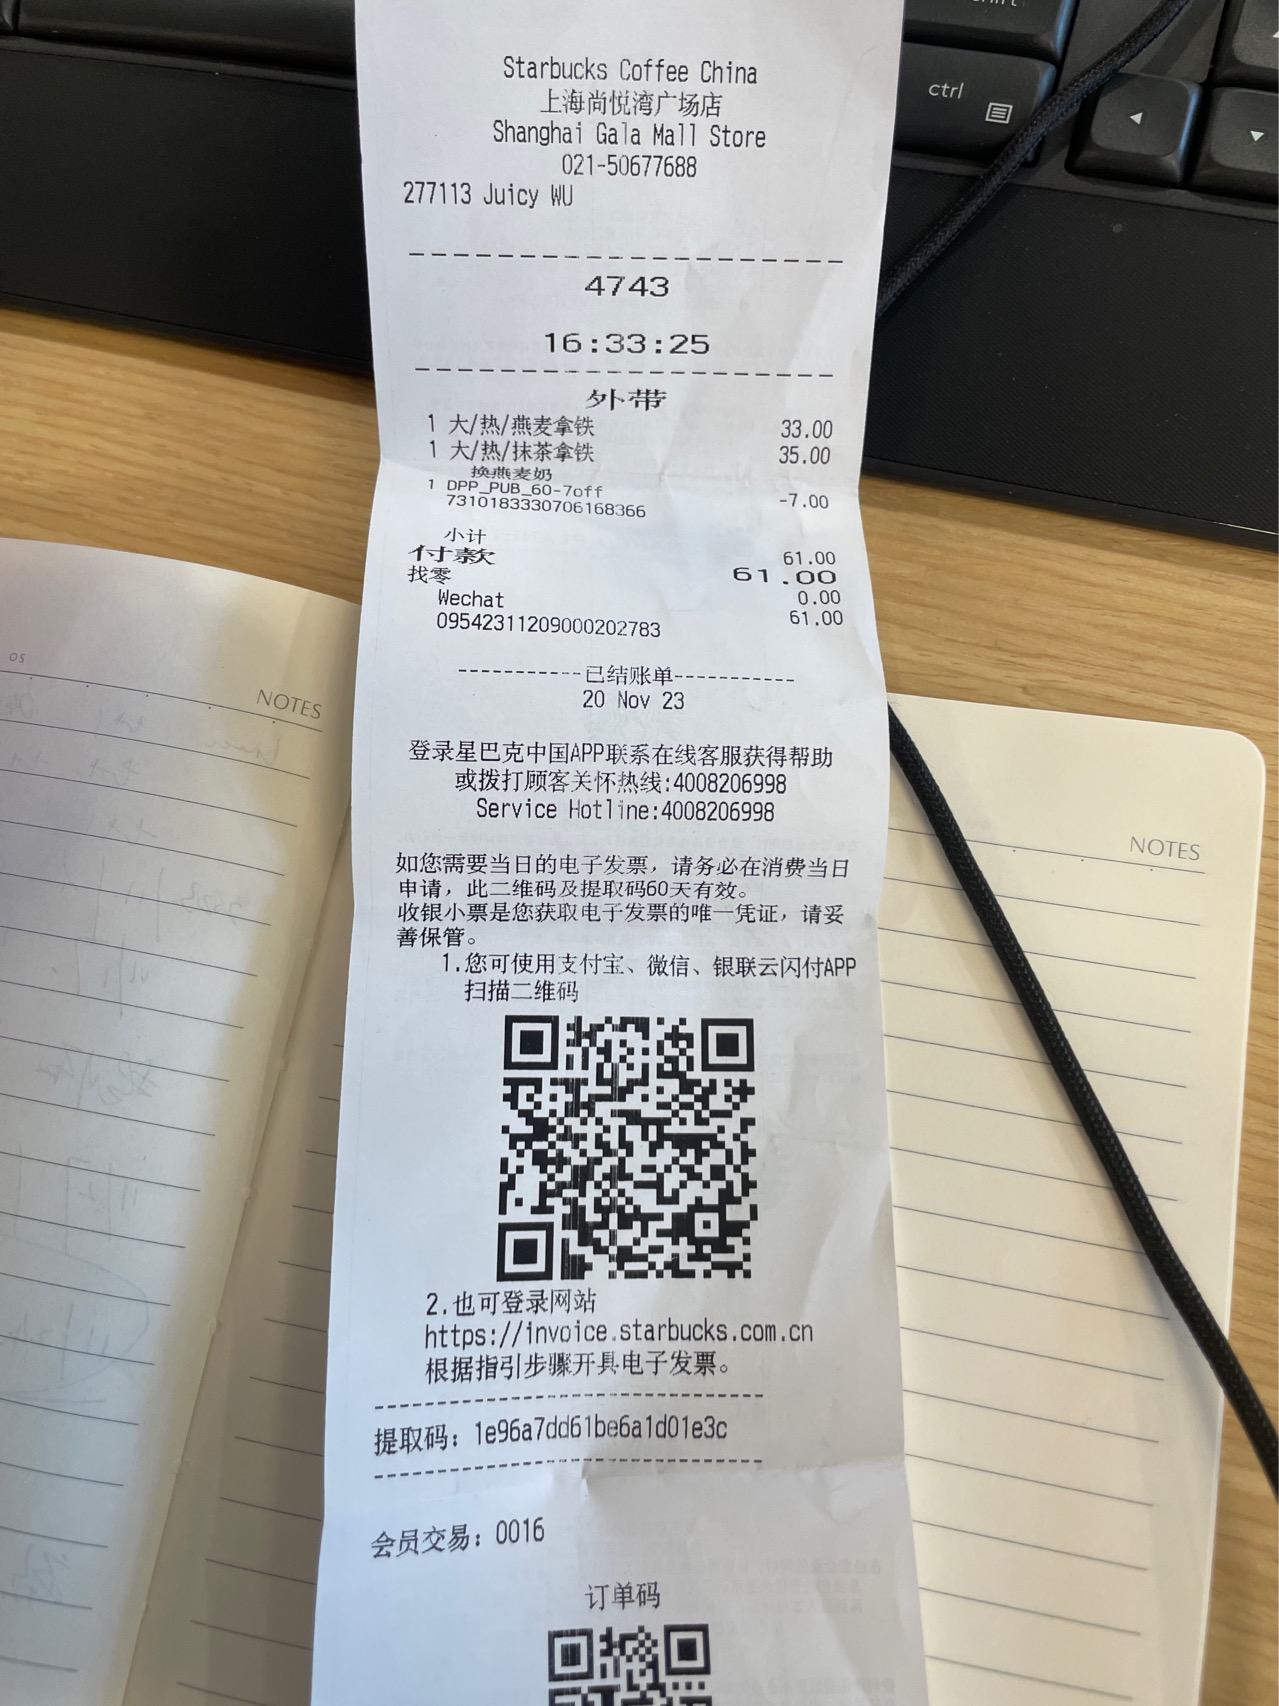 ctrl
Starbucks Coffee China
上海尚悦湾广场店
Shanghai Gala Mall Store
021-50677688
277113 Juicy WU
4743
16:33:25
外带
1 大/热/燕麦拿铁 33.00
1 大/热/抹茶拿铁 35.00
换燕麦奶
1 DPP_PUB_60-7off -7.00
7310183330706168366
小计 61.00
付款 61.00
找零 0.00
Wechat 61.00
09542311209000202783
-----------已结账单-----------
20 Nov 23
登录星巴克中国APP联系在线客服获得帮助
或拨打顾客关怀热线:4008206998
Service Hotline:4008206998
如您需要当日的电子发票，请务必在消费当日
申请，此二维码及提取码60天有效。
收银小票是您获取电子发票的唯一凭证，请妥
善保管。
1.您可使用支付宝、微信、银联云闪付APP
扫描二维码
2.也可登录网站
https://invoice.starbucks.com.cn
根据指引步骤开具电子发票。
提取码：1e96a7dd61be6a1d01e3c
会员交易：0016
订单码
NOTES
NOTES